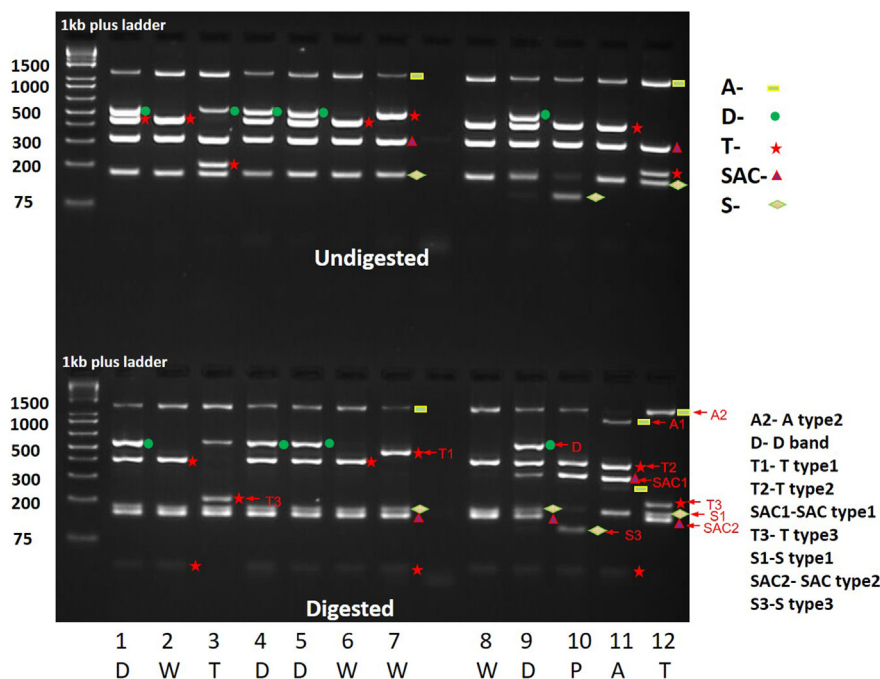 1kb plus ladder
1500
1000
500
300
200
75
A-
D-
T-
SAC-
S-
Undigested
1kb plus ladder
1500
1000
500
300
200
75
A2
A1
D
T1
T2
SAC1
T3
T3
S1
SAC2
S3
A2- A type2
D- D band
T1- T type1
T2-T type2
SAC1-SAC type1
T3- T type3
S1-S type1
SAC2- SAC type2
S3-S type3
Digested
1 2 3 4 5 6 7 8 9 10 11 12
D W T D D W W W D P A T